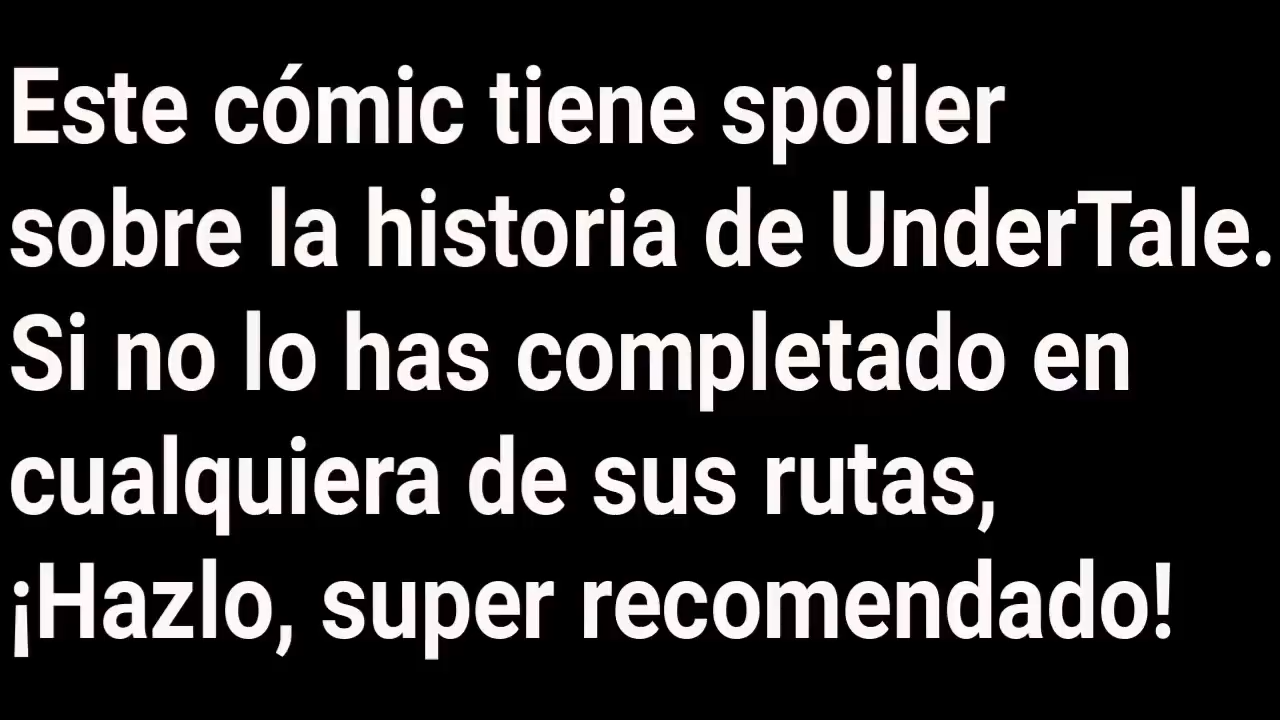 Este cómic tiene spoiler
sobre la historia de UnderTale.
Si no lo has completado en
cualquiera de sus rutas,
¡Hazlo, super recomendado!